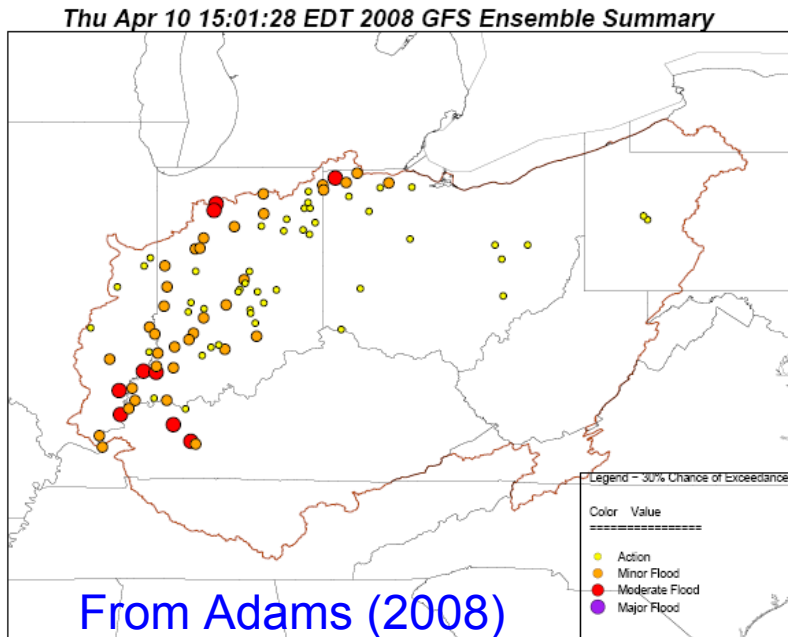 Thu Apr 10 15:01:28 EDT 2008 GFS Ensemble Summary
Legend – 30% Chance of Exceedance
Color Value
=================
Action
Minor Flood
Moderate Flood
Major Flood
From Adams (2008)